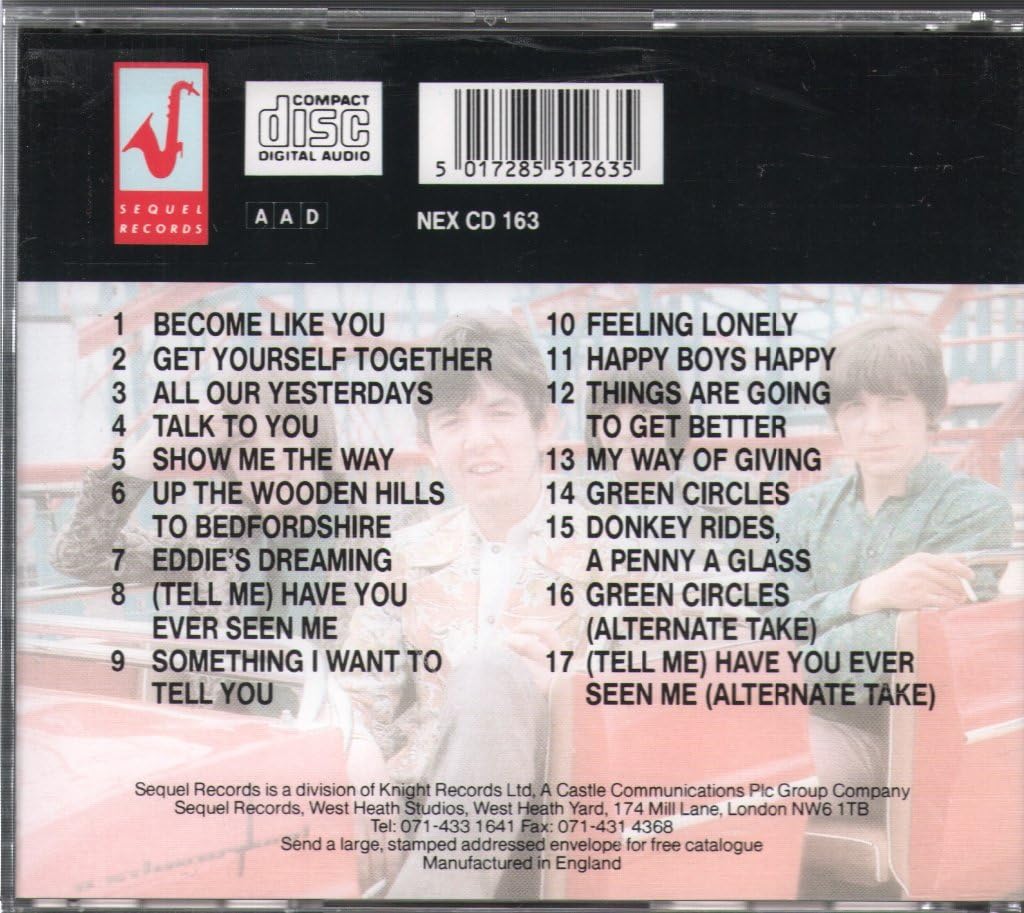 SEQUEL
RECORDS
COMPACT
disc
DIGITAL AUDIO
A A D
5 017285 512635
NEX CD 163
1 BECOME LIKE YOU
2 GET YOURSELF TOGETHER
3 ALL OUR YESTERDAYS
4 TALK TO YOU
5 SHOW ME THE WAY
6 UP THE WOODEN HILLS
TO BEDFORDSHIRE
7 EDDIE'S DREAMING
8 (TELL ME) HAVE YOU
EVER SEEN ME
9 SOMETHING I WANT TO
TELL YOU
10 FEELING LONELY
11 HAPPY BOYS HAPPY
12 THINGS ARE GOING
TO GET BETTER
13 MY WAY OF GIVING
14 GREEN CIRCLES
15 DONKEY RIDES,
A PENNY A GLASS
16 GREEN CIRCLES
(ALTERNATE TAKE)
17 (TELL ME) HAVE YOU EVER
SEEN ME (ALTERNATE TAKE)
Sequel Records is a division of Knight Records Ltd, A Castle Communications Plc Group Company
Sequel Records, West Heath Studios, West Heath Yard, 174 Mill Lane, London NW6 1TB
Tel: 071-433 1641 Fax: 071-431 4368
Send a large, stamped addressed envelope for free catalogue
Manufactured in England